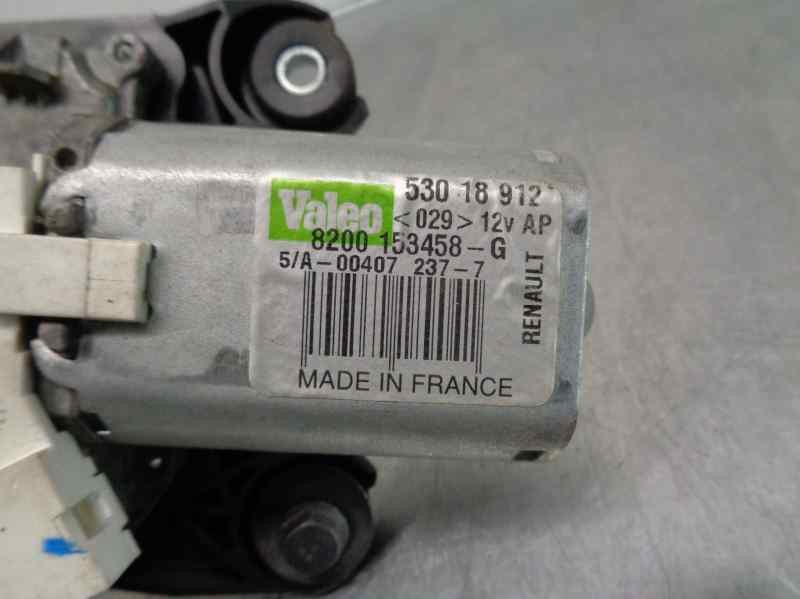 Valeo
530 18 912
<029> 12v AP
8200 153458-G
5/A-00407 237-7
RENAULT
MADE IN FRANCE